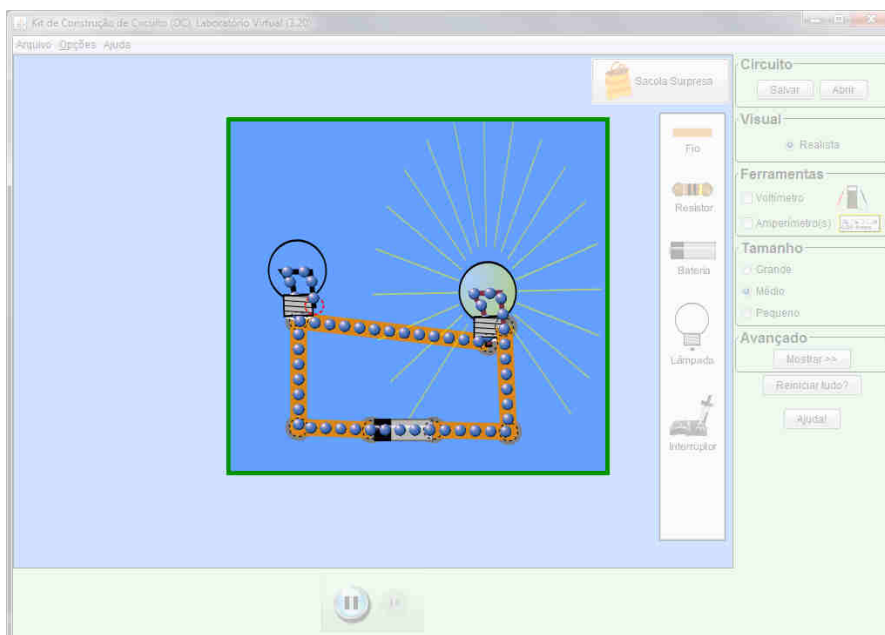 Kit de Construção de Circuito (DC), Laboratório Virtual (3.20)
Arquivo Opções Ajuda
Sacola Surpresa
Fio
Resistor
Bateria
Lâmpada
Interruptor
Circuito
Salvar Abrir
Visual
Realista
Ferramentas
Voltímetro
Amperímetro(s)
Tamanho
Grande
Médio
Pequeno
Avançado
Mostrar >>
Reiniciar tudo?
Ajuda!